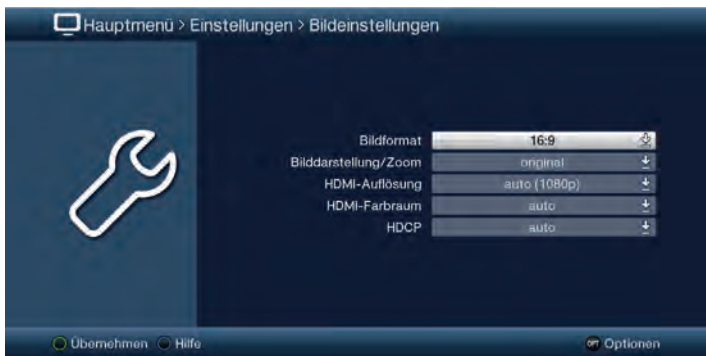 Hauptmenü > Einstellungen > Bildeinstellungen
Bildformat 16:9
Bilddarstellung/Zoom original
HDMI-Auflösung auto (1080p)
HDMI-Farbraum auto
HDCP auto
Übernehmen Hilfe OPT Optionen